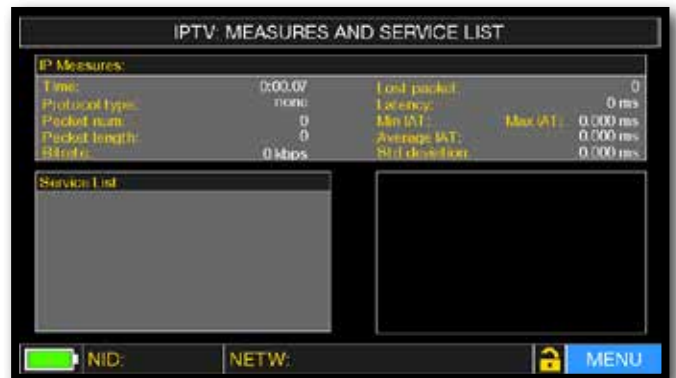 IPTV: MEASURES AND SERVICE LIST
IP Measures:
Time: 0:00.07 Lost packet: 0
Protocol type: none Latency: 0 ms
Packet num: 0 Min IAT: Max IAT: 0.000 ms
Packet length: 0 Average IAT: 0.000 ms
Bitrate: 0 kbps Std deviation: 0.000 ms
Service List
NID: NETW: MENU